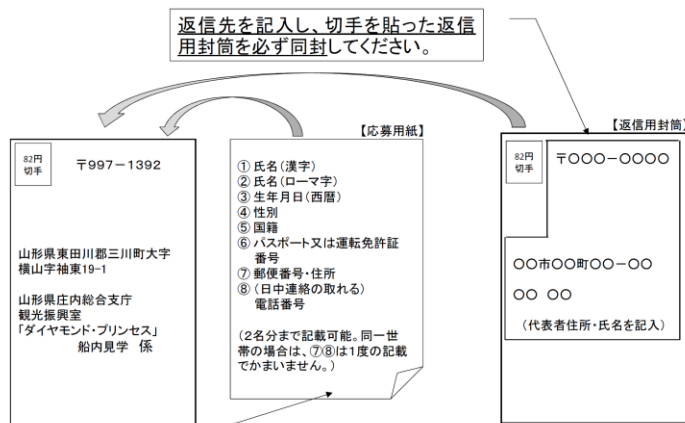 返信先を記入し、切手を貼った返信
用封筒を必ず同封してください。
82円
切手
〒997-1392
山形県東田川郡三川町大字
横山字袖東19-1
山形県庄内総合支庁
観光振興室
「ダイヤモンド・プリンセス」
船内見学 係
【応募用紙】
① 氏名(漢字)
② 氏名(ローマ字)
③ 生年月日(西暦)
④ 性別
⑤ 国籍
⑥ パスポート又は運転免許証
番号
⑦ 郵便番号・住所
⑧ (日中連絡の取れる)
電話番号
(2名分まで記載可能。同一世
帯の場合は、⑦⑧は1度の記載
でかまいません。)
【返信用封筒】
82円
切手
〒〇〇〇-〇〇〇〇
〇〇市〇〇町〇〇-〇〇
〇〇 〇〇
(代表者住所・氏名を記入)